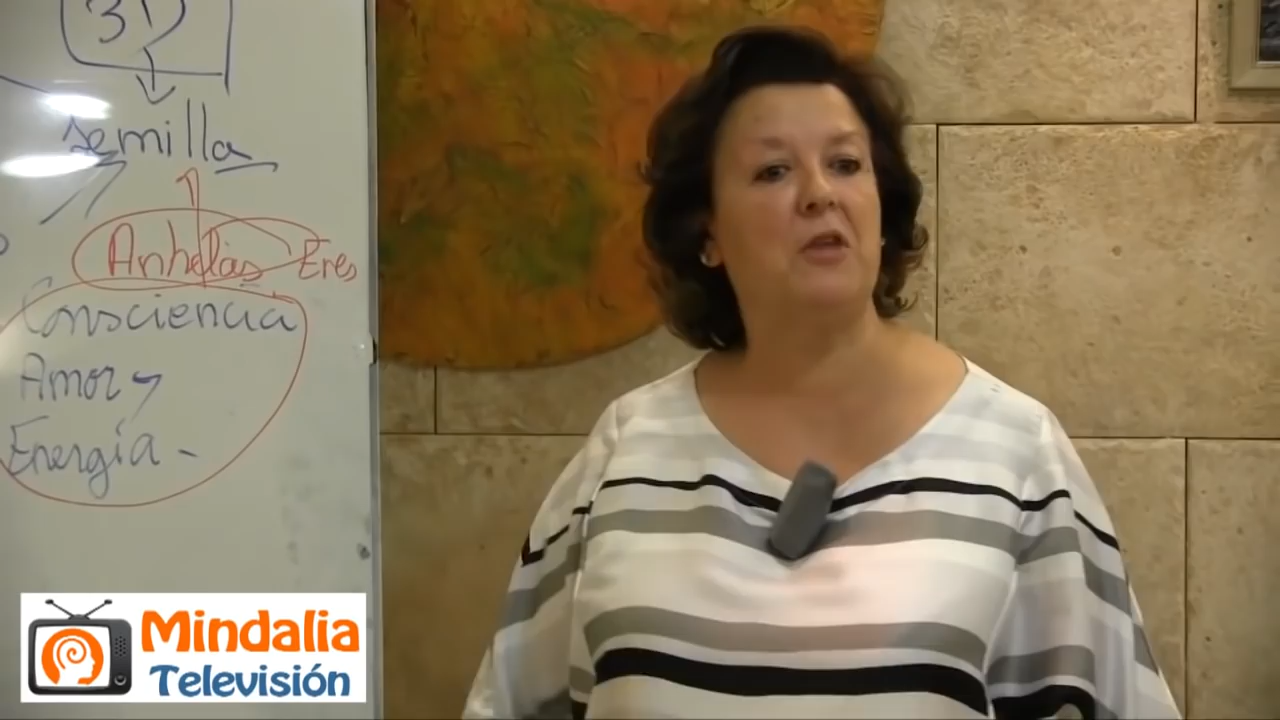 3D
semilla
Anhelas Eres
Consciencia
Amor y
Energía
Mindalia
Televisión